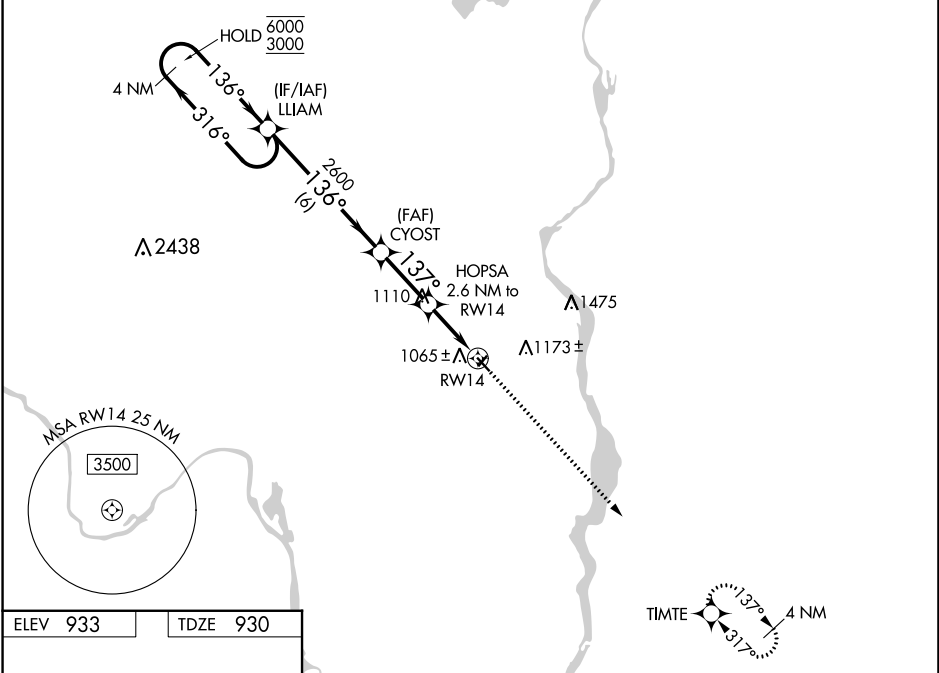 HOLD 6000
3000
4 NM
136°
316°
(IF/IAF)
LLIAM
2600
136°
(6)
(FAF)
CYOST
2438
137°
HOPSA
2.6 NM to
RW14
1110
1475
1173±
1065±
RW14
MSA RW14 25 NM
3500
TIMTE
137°
317°
4 NM
ELEV 933
TDZE 930